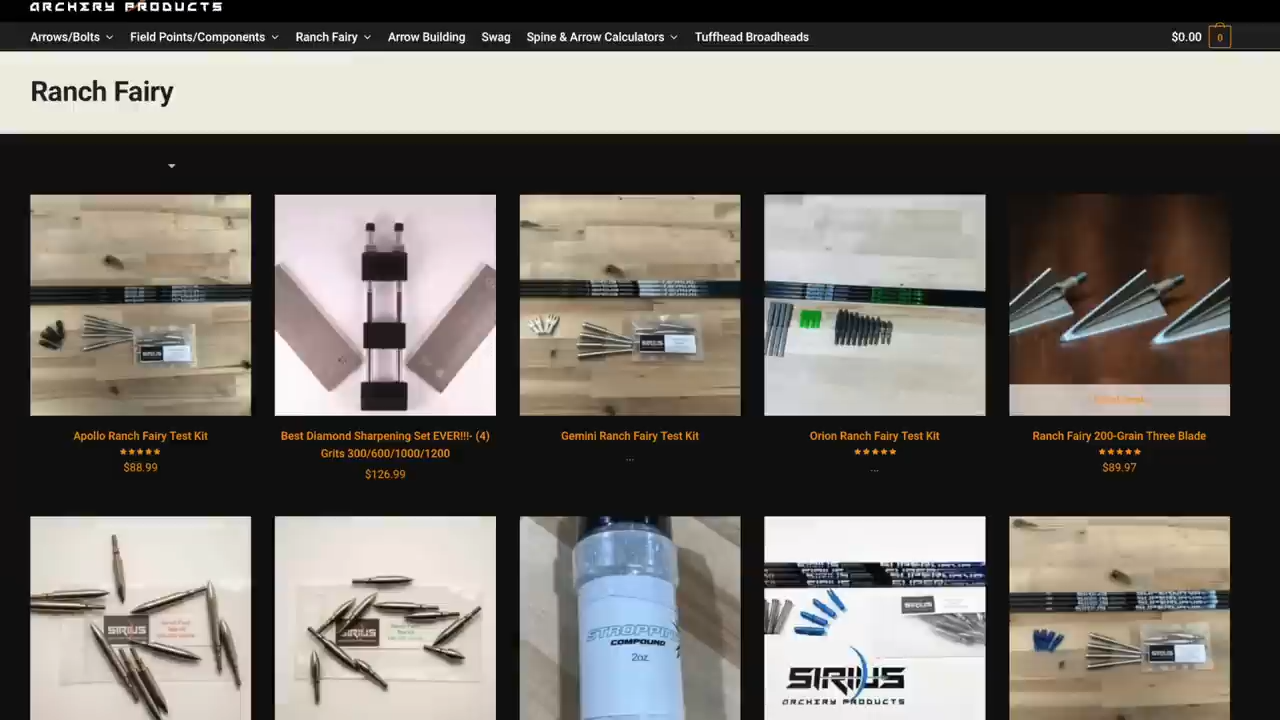 ARCHERY PRODUCTS
Arrows/Bolts
Field Points/Components
Ranch Fairy
Arrow Building
Swag
Spine & Arrow Calculators
Tuffhead Broadheads
$0.00
0
Ranch Fairy
Apollo Ranch Fairy Test Kit
$88.99
Best Diamond Sharpening Set EVER!!!- (4)
Grits 300/600/1000/1200
$126.99
Gemini Ranch Fairy Test Kit
...
Orion Ranch Fairy Test Kit
...
Ranch Fairy 200-Grain Three Blade
$89.97
SIRIUS
SIRIUS
COMPOUND
2oz.
SIRIUS
ARCHERY PRODUCTS